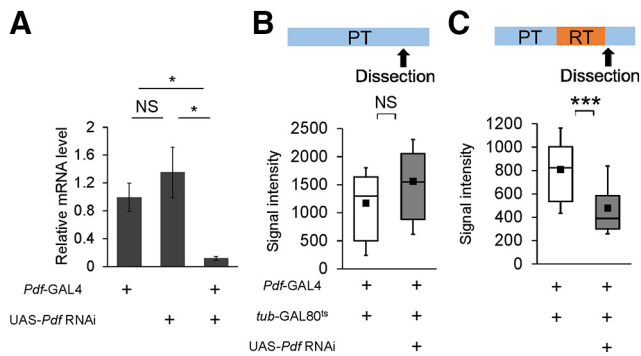 A
*
NS
*
Relative mRNA level
2
1.6
1.2
0.8
0.4
0
Pdf-GAL4
+
+
UAS-Pdf RNAi
+
+
B
PT
Dissection
NS
Signal intensity
2500
2000
1500
1000
500
0
Pdf-GAL4
+
+
tub-GAL80ts
+
+
UAS-Pdf RNAi
+
C
PT
RT
Dissection
***
Signal intensity
1200
1000
800
600
400
200
0
+
+
+
+
+